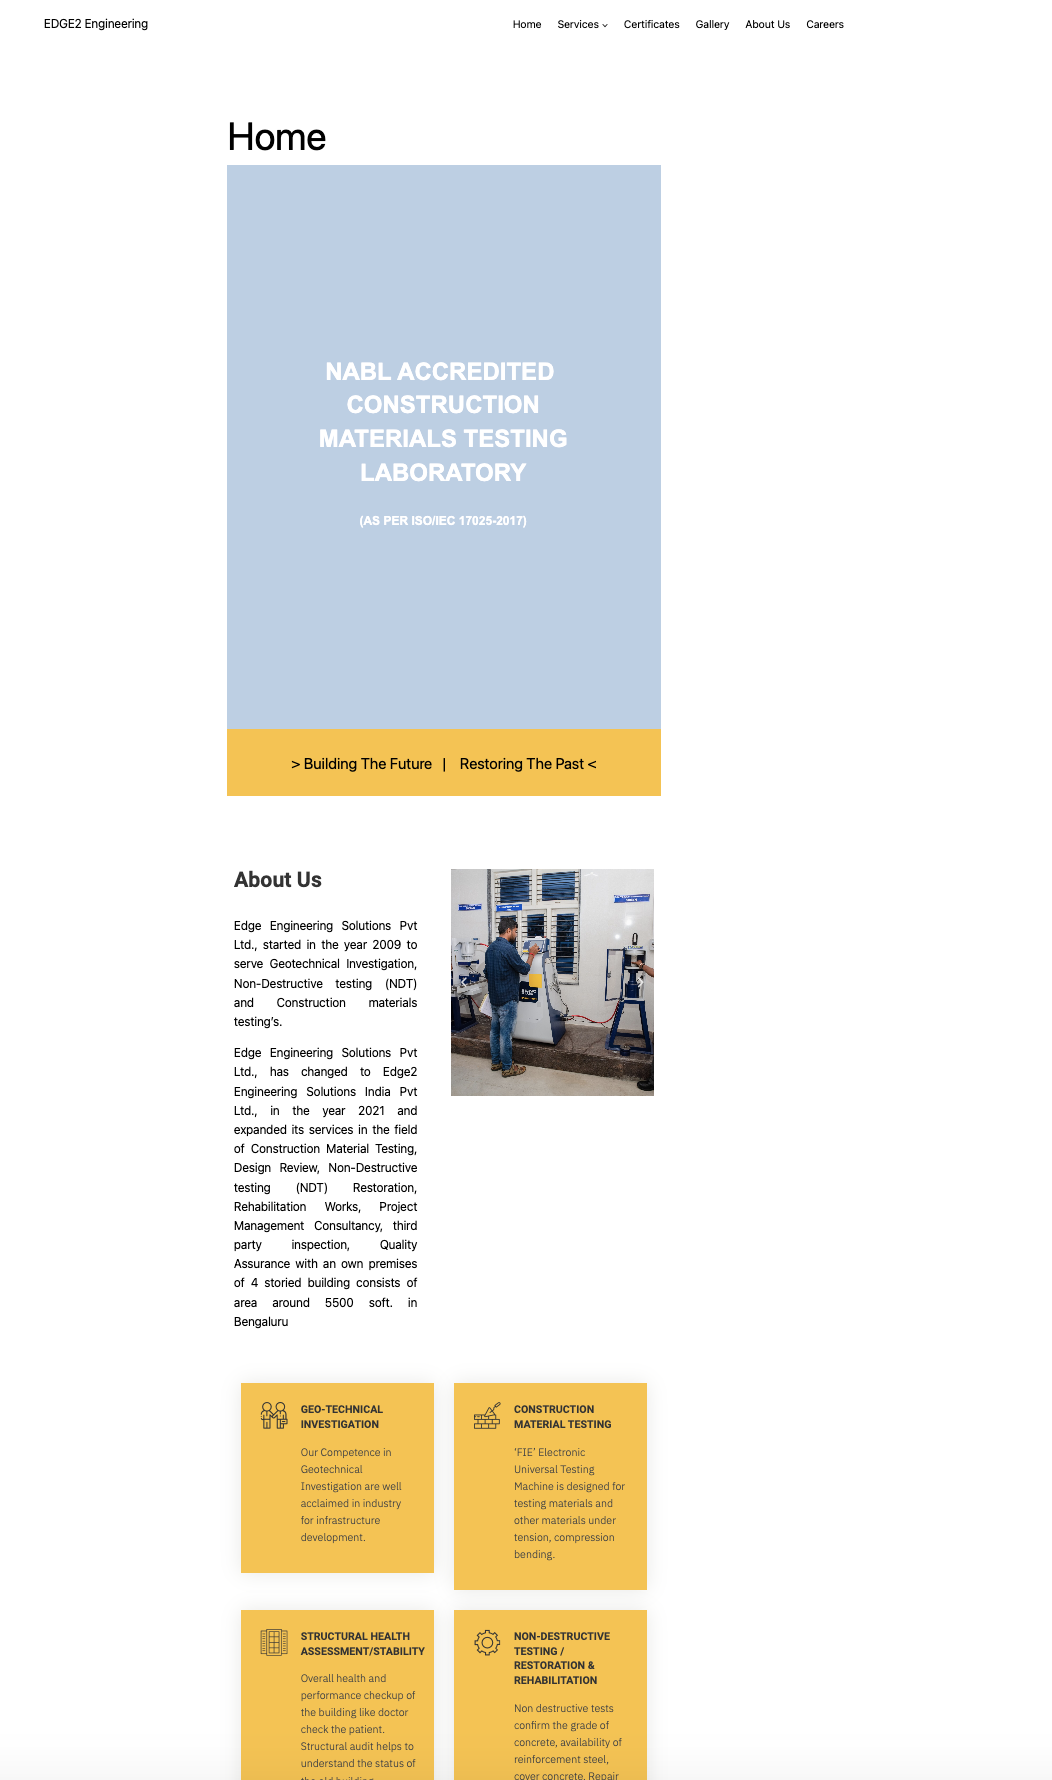 EDGE2 Engineering
Home Services Certificates Gallery About Us Careers
Home
NABL ACCREDITED
CONSTRUCTION
MATERIALS TESTING
LABORATORY
(AS PER ISO/IEC 17025-2017)
> Building The Future | Restoring The Past <
About Us
Edge Engineering Solutions Pvt
Ltd., started in the year 2009 to
serve Geotechnical Investigation,
Non-Destructive testing (NDT)
and Construction materials
testing’s.
Edge Engineering Solutions Pvt
Ltd., has changed to Edge2
Engineering Solutions India Pvt
Ltd., in the year 2021 and
expanded its services in the field
of Construction Material Testing,
Design Review, Non-Destructive
testing (NDT) Restoration,
Rehabilitation Works, Project
Management Consultancy, third
party inspection, Quality
Assurance with an own premises
of 4 storied building consists of
area around 5500 soft. in
Bengaluru
GEO-TECHNICAL
INVESTIGATION
Our Competence in
Geotechnical
Investigation are well
acclaimed in industry
for infrastructure
development.
CONSTRUCTION
MATERIAL TESTING
‘FIE’ Electronic
Universal Testing
Machine is designed for
testing materials and
other materials under
tension, compression
bending.
STRUCTURAL HEALTH
ASSESSMENT/STABILITY
Overall health and
performance checkup of
the building like doctor
check the patient.
Structural audit helps to
understand the status of
the old building
NON-DESTRUCTIVE
TESTING /
RESTORATION &
REHABILITATION
Non destructive tests
confirm the grade of
concrete, availability of
reinforcement steel,
cover concrete. Repair